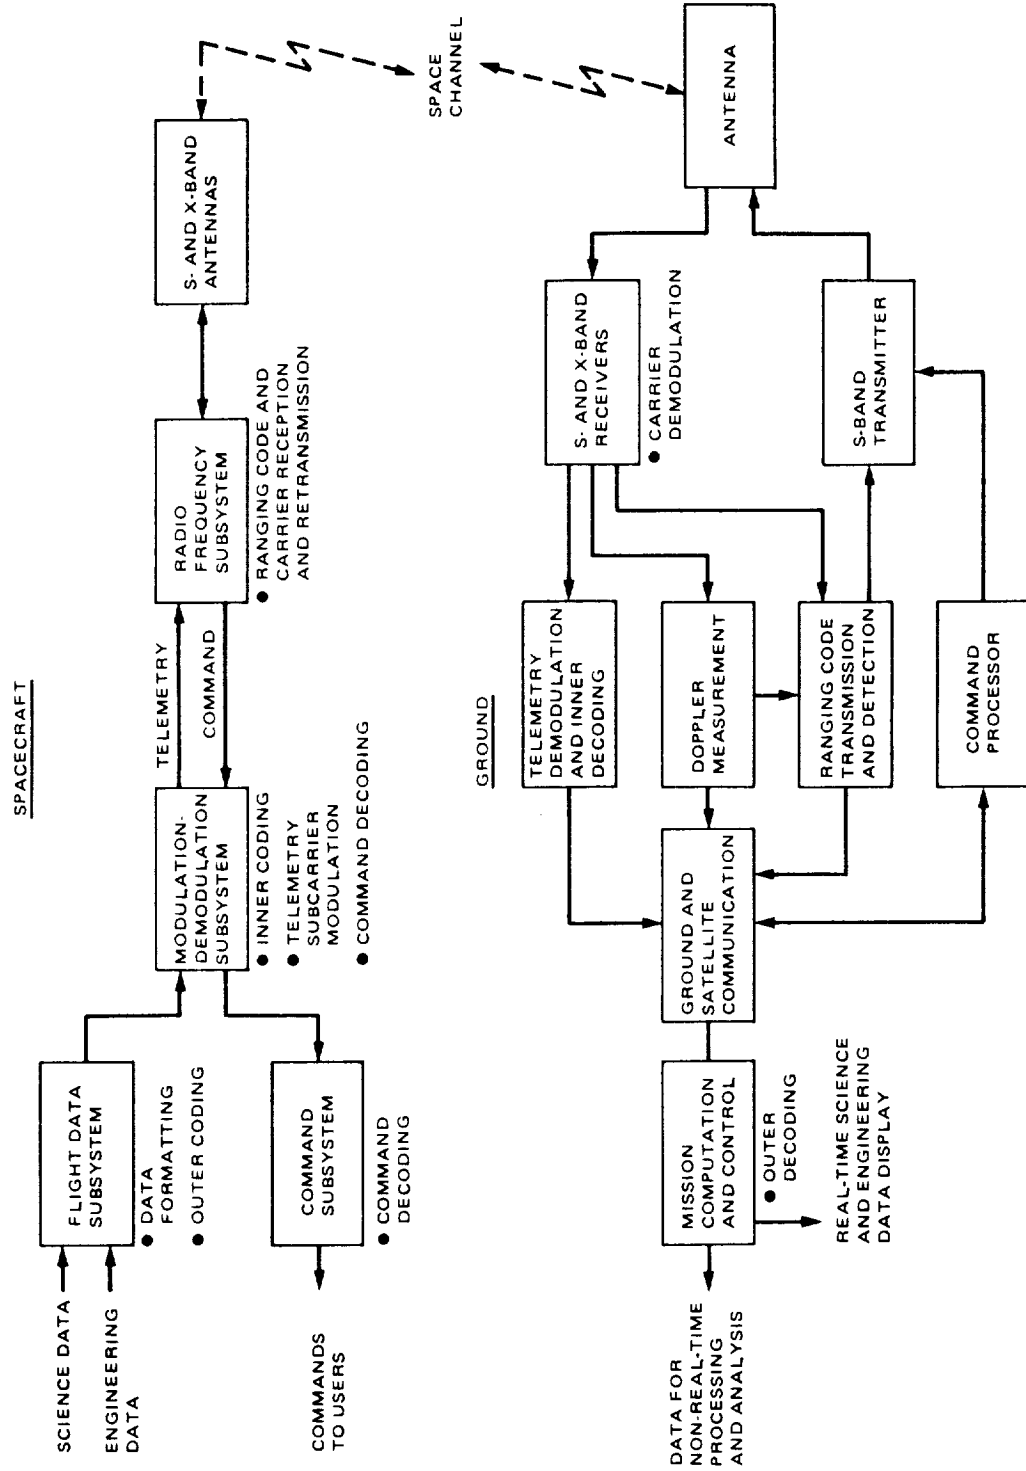 SPACECRAFT
SCIENCE DATA
ENGINEERING
DATA
FLIGHT DATA
SUBSYSTEM
● DATA
FORMATTING
● OUTER CODING
COMMANDS
TO USERS
COMMAND
SUBSYSTEM
● COMMAND
DECODING
MODULATION-
DEMODULATION
SUBSYSTEM
● INNER CODING
● TELEMETRY
SUBCARRIER
MODULATION
● COMMAND DECODING
TELEMETRY
COMMAND
RADIO
FREQUENCY
SUBSYSTEM
● RANGING CODE AND
CARRIER RECEPTION
AND RETRANSMISSION
S- AND X-BAND
ANTENNAS
SPACE
CHANNEL
GROUND
ANTENNA
S- AND X-BAND
RECEIVERS
● CARRIER
DEMODULATION
S-BAND
TRANSMITTER
TELEMETRY
DEMODULATION
AND INNER
DECODING
DOPPLER
MEASUREMENT
RANGING CODE
TRANSMISSION
AND DETECTION
COMMAND
PROCESSOR
GROUND AND
SATELLITE
COMMUNICATION
MISSION
COMPUTATION
AND CONTROL
● OUTER
DECODING
DATA FOR
NON-REAL-TIME
PROCESSING
AND ANALYSIS
REAL-TIME SCIENCE
AND ENGINEERING
DATA DISPLAY